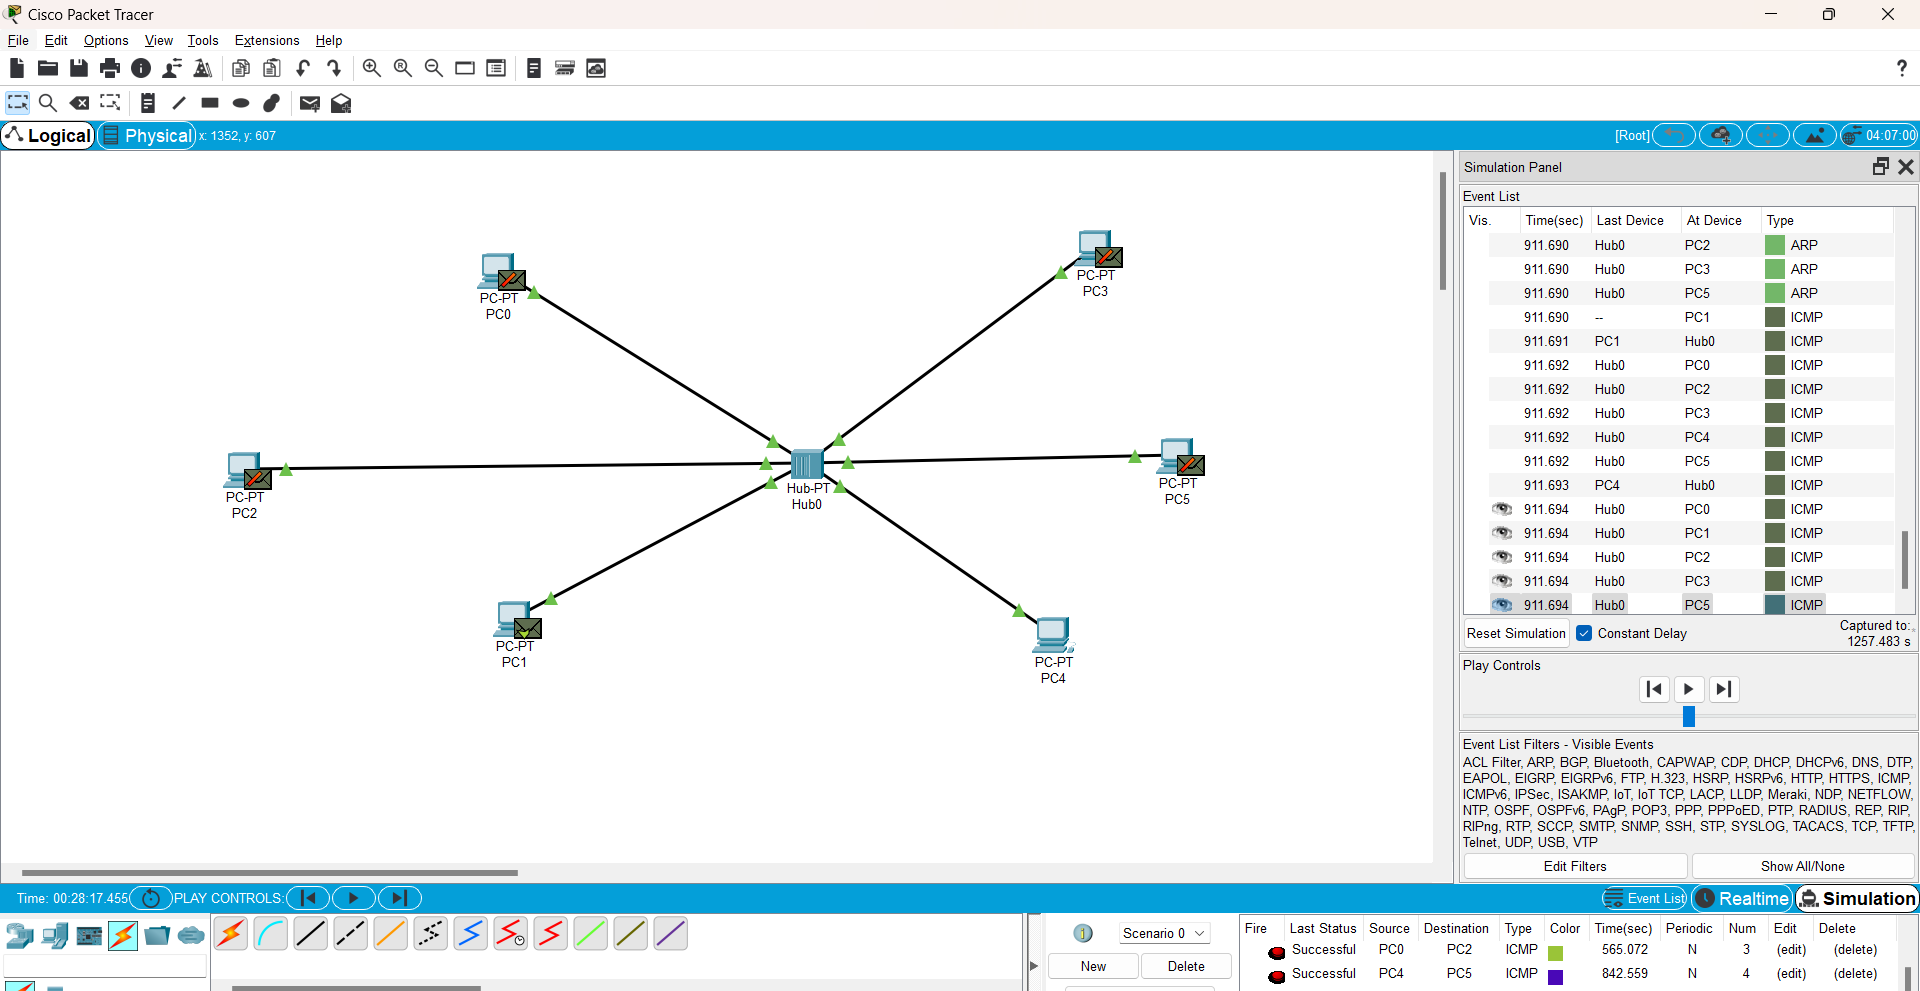 Cisco Packet Tracer
File Edit Options View Tools Extensions Help
?
Logical Physical x: 1352, y: 607 [Root] 04:07:00
PC-PT
PC0
PC-PT
PC3
PC-PT
PC2
Hub-PT
Hub0
PC-PT
PC5
PC-PT
PC1
PC-PT
PC4
Simulation Panel
Event List
Vis. Time(sec) Last Device At Device Type
911.690 Hub0 PC2 ARP
911.690 Hub0 PC3 ARP
911.690 Hub0 PC5 ARP
911.690 -- PC1 ICMP
911.691 PC1 Hub0 ICMP
911.692 Hub0 PC0 ICMP
911.692 Hub0 PC2 ICMP
911.692 Hub0 PC3 ICMP
911.692 Hub0 PC4 ICMP
911.692 Hub0 PC5 ICMP
911.693 PC4 Hub0 ICMP
911.694 Hub0 PC0 ICMP
911.694 Hub0 PC1 ICMP
911.694 Hub0 PC2 ICMP
911.694 Hub0 PC3 ICMP
911.694 Hub0 PC5 ICMP
Reset Simulation Constant Delay Captured to:
1257.483 s
Play Controls
Event List Filters - Visible Events
ACL Filter, ARP, BGP, Bluetooth, CAPWAP, CDP, DHCP, DHCPv6, DNS, DTP,
EAPOL, EIGRP, EIGRPv6, FTP, H.323, HSRP, HSRPv6, HTTP, HTTPS, ICMP,
ICMPv6, IPSec, ISAKMP, IoT, IoT TCP, LACP, LLDP, Meraki, NDP, NETFLOW,
NTP, OSPF, OSPFv6, PAgP, POP3, PPP, PPPoED, PTP, RADIUS, REP, RIP,
RIPng, RTP, SCCP, SMTP, SNMP, SSH, STP, SYSLOG, TACACS, TCP, TFTP,
Telnet, UDP, USB, VTP
Edit Filters Show All/None
Time: 00:28:17.455 PLAY CONTROLS: Event List Realtime Simulation
1 Scenario 0
New Delete
Fire Last Status Source Destination Type Color Time(sec) Periodic Num Edit Delete
Successful PC0 PC2 ICMP 565.072 N 3 (edit) (delete)
Successful PC4 PC5 ICMP 842.559 N 4 (edit) (delete)